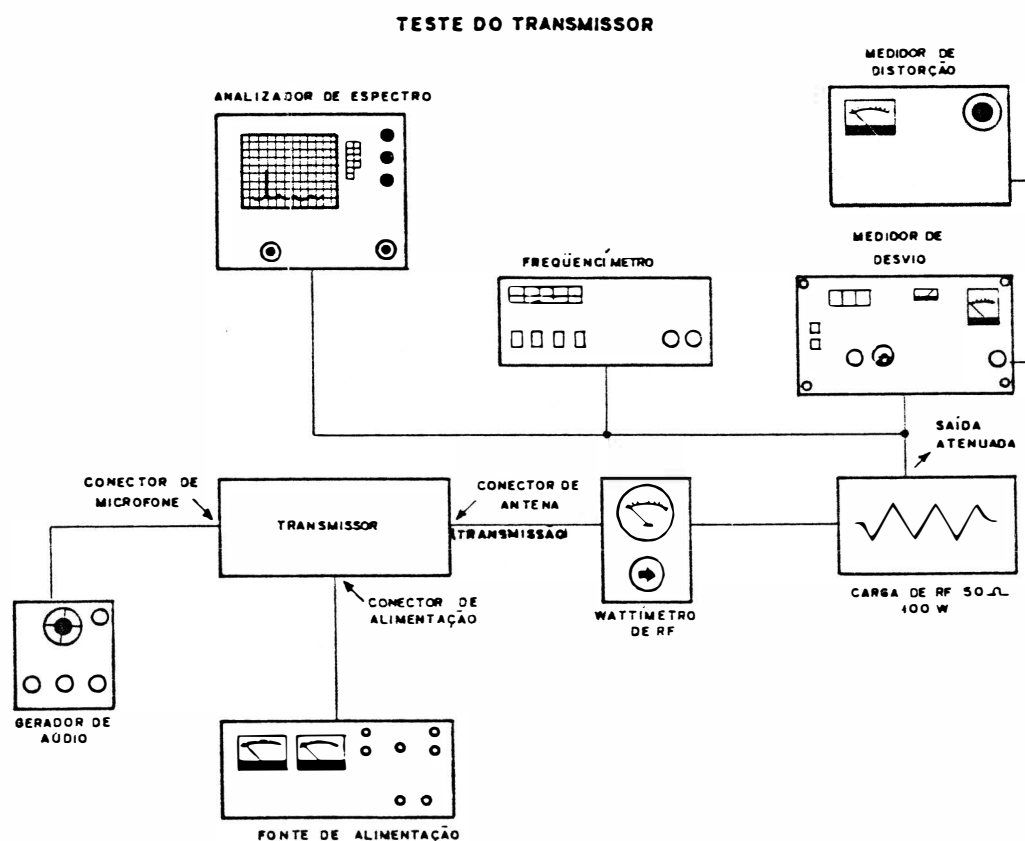 TESTE DO TRANSMISSOR
MEDIDOR DE
DISTORÇÃO
ANALIZADOR DE ESPECTRO
MEDIDOR DE
DESVIO
FREQÜENCÍMETRO
SAÍDA
ATENUADA
CONECTOR DE
MICROFONE
TRANSMISSOR
CONECTOR DE
ANTENA
(TRANSMISSÃO)
CONECTOR DE
ALIMENTAÇÃO
WATTÍMETRO
DE RF
CARGA DE RF 50 Ω
100 W
GERADOR DE
AÚDIO
FONTE DE ALIMENTAÇÃO